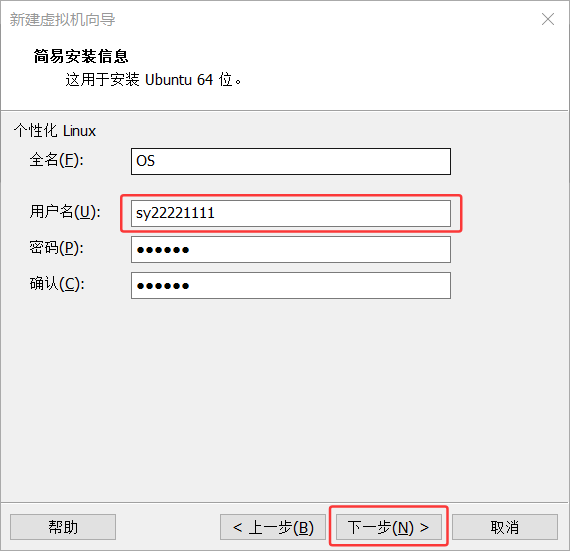 新建虚拟机向导
简易安装信息
这用于安装 Ubuntu 64 位。
个性化 Linux
全名(F): OS
用户名(U): sy22221111
密码(P): ●●●●●●
确认(C): ●●●●●●
帮助 < 上一步(B) 下一步(N) > 取消